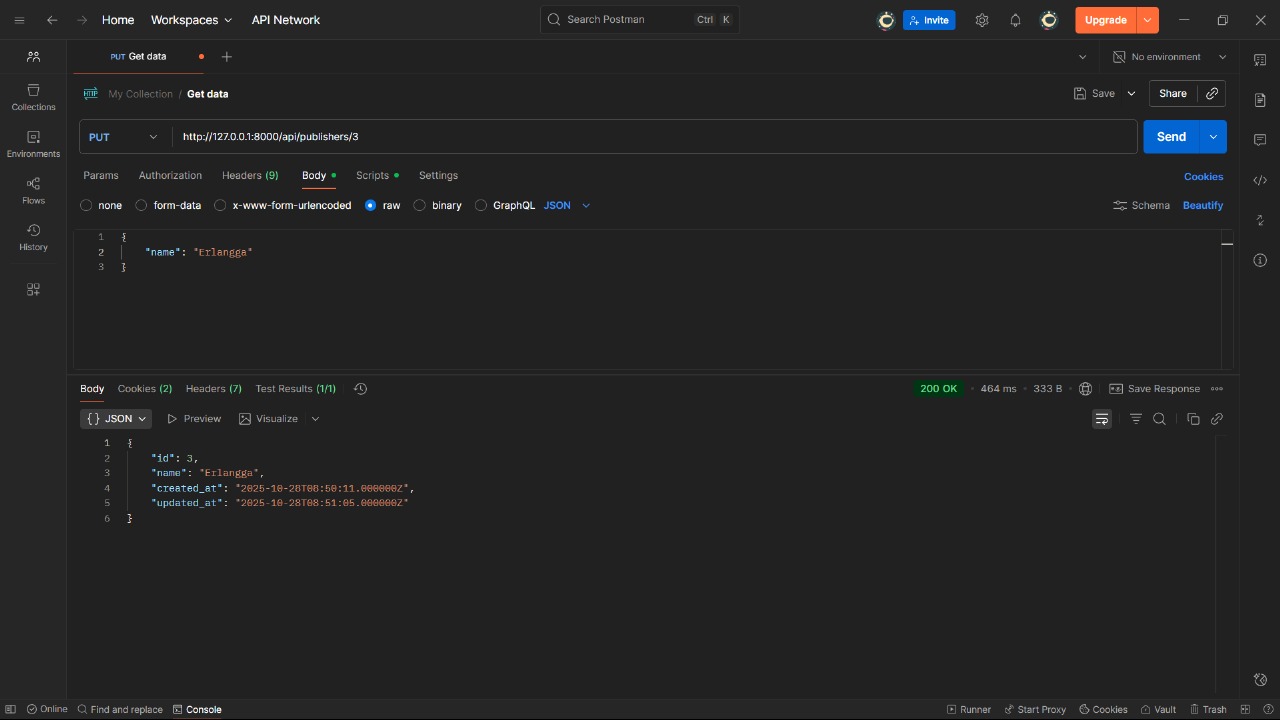 Home Workspaces API Network Search Postman Ctrl K Invite Upgrade
PUT Get data No environment
HTTP My Collection / Get data Save Share
PUT http://127.0.0.1:8000/api/publishers/3 Send
Params Authorization Headers (9) Body Scripts Settings Cookies
none form-data x-www-form-urlencoded raw binary GraphQL JSON Schema Beautify
1 {
2 "name": "Erlangga"
3 }
Collections
Environments
Flows
History
Body Cookies (2) Headers (7) Test Results (1/1) 200 OK • 464 ms • 333 B • Save Response
{} JSON Preview Visualize
1 {
2 "id": 3,
3 "name": "Erlangga",
4 "created_at": "2025-10-28T08:50:11.000000Z",
5 "updated_at": "2025-10-28T08:51:05.000000Z"
6 }
Online Find and replace Console Runner Start Proxy Cookies Vault Trash